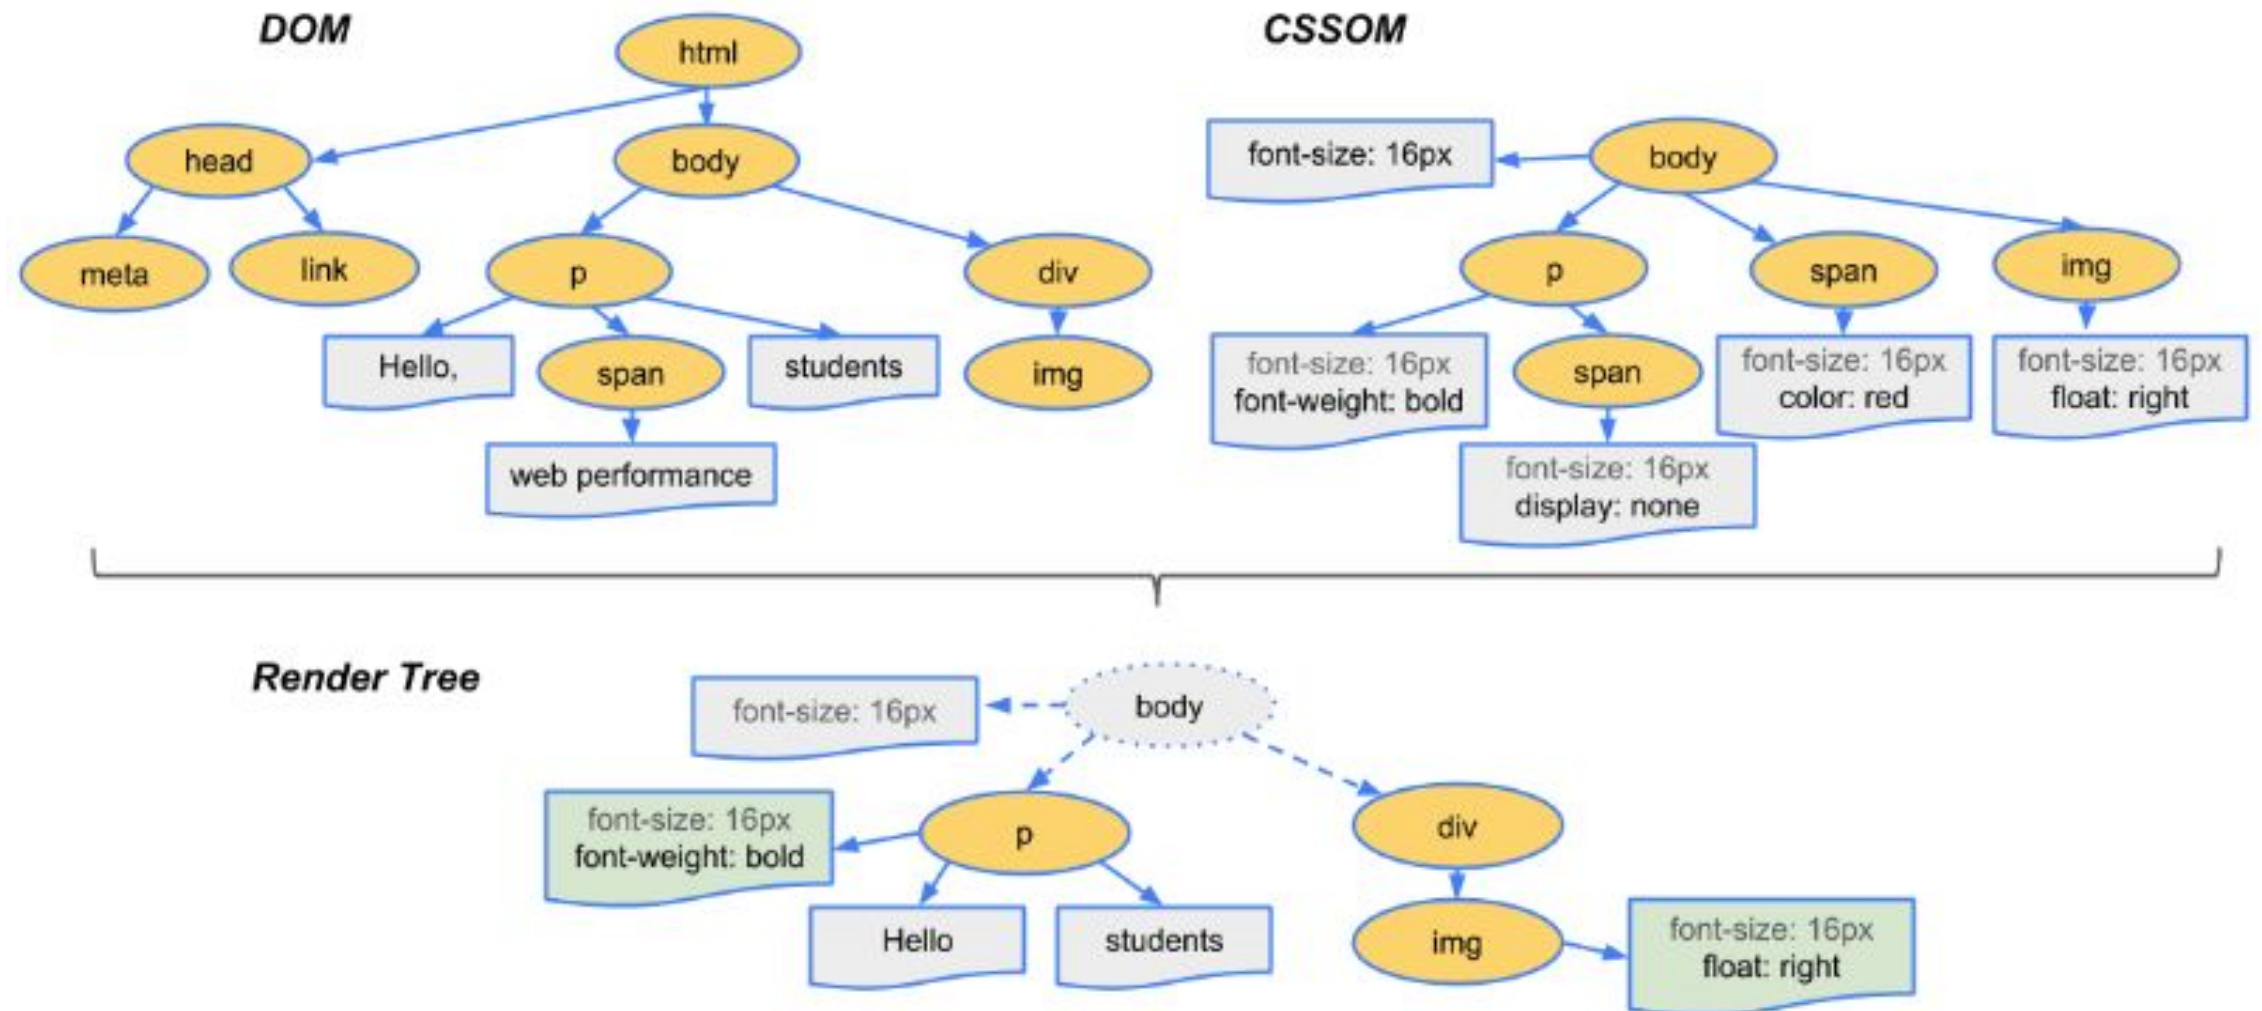 DOM
CSSOM
html
head
body
meta
link
p
div
Hello,
span
students
img
web performance
font-size: 16px
body
p
span
img
font-size: 16px
font-weight: bold
span
font-size: 16px
color: red
font-size: 16px
float: right
font-size: 16px
display: none
Render Tree
font-size: 16px
body
font-size: 16px
font-weight: bold
p
div
Hello
students
img
font-size: 16px
float: right